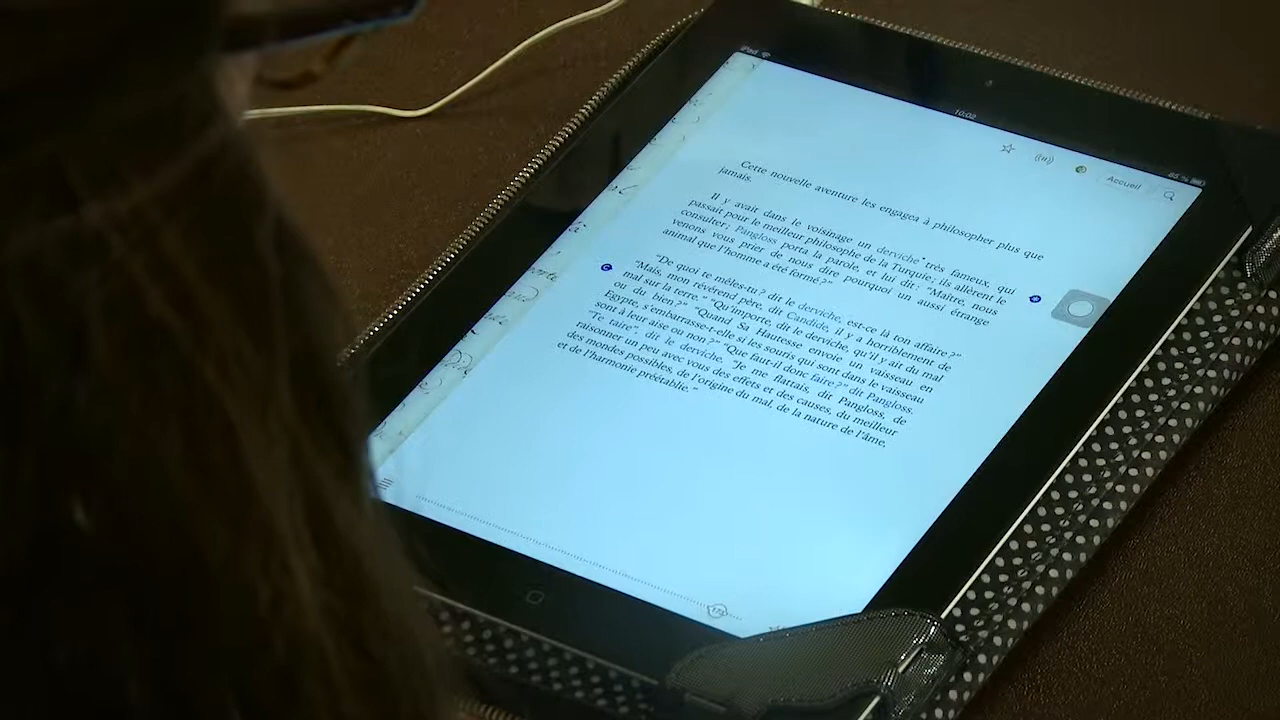 iPad
10:02
85 %
Accueil
Cette nouvelle aventure les engagea à philosopher plus que
jamais.
Il y avait dans le voisinage un derviche* très fameux, qui
passait pour le meilleur philosophe de la Turquie; ils allèrent le
consulter; Pangloss porta la parole, et lui dit: "Maître, nous
venons vous prier de nous dire pourquoi un aussi étrange
animal que l'homme a été formé?"
"De quoi te mêles-tu? dit le derviche, est-ce là ton affaire?"
"Mais, mon révérend père, dit Candide, il y a horriblement de
mal sur la terre." "Qu'importe, dit le derviche, qu'il y ait du mal
ou du bien?" "Quand Sa Hautesse envoie un vaisseau en
Egypte, s'embarrasse-t-elle si les souris qui sont dans le vaisseau
sont à leur aise ou non?" "Que faut-il donc faire?" dit Pangloss.
"Te taire", dit le derviche. "Je me flattais, dit Pangloss, de
raisonner un peu avec vous des effets et des causes, du meilleur
des mondes possibles, de l'origine du mal, de la nature de l'âme,
et de l'harmonie préétablie."